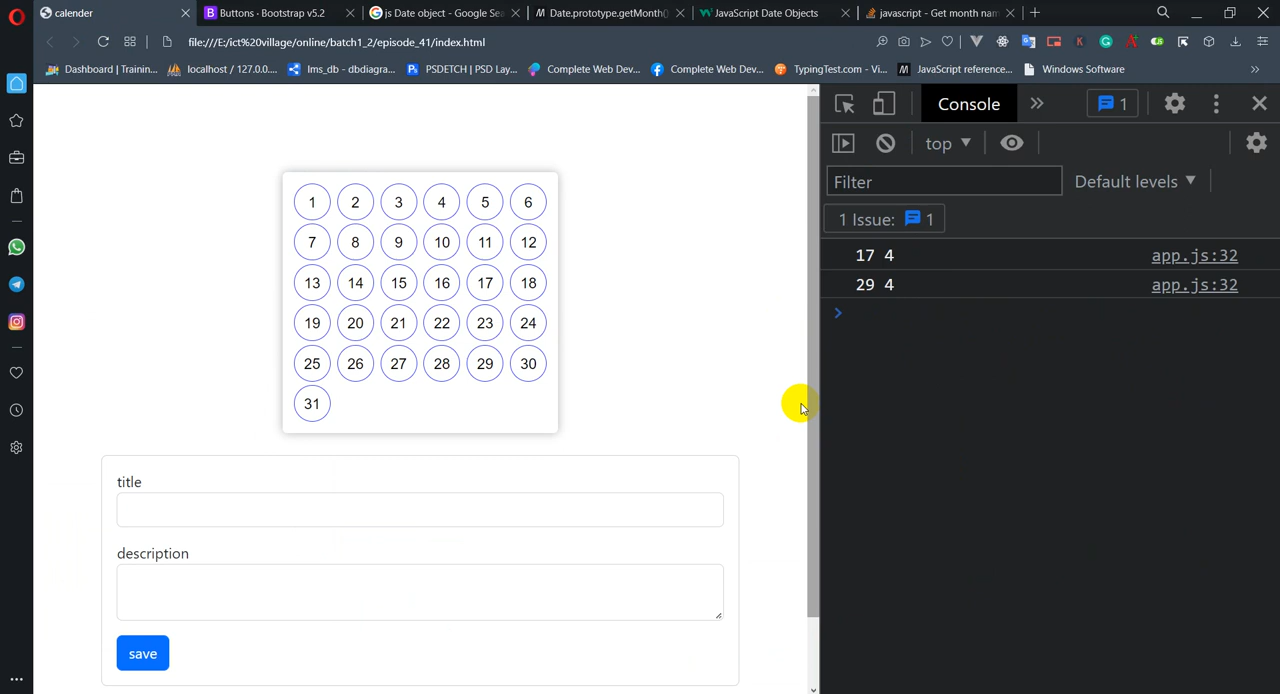 calender
Buttons · Bootstrap v5.2
js Date object - Google Sea
Date.prototype.getMonth()
JavaScript Date Objects
javascript - Get month nam
file:///E:/ict%20village/online/batch1_2/episode_41/index.html
Dashboard | Trainin...
localhost / 127.0.0....
lms_db - dbdiagra...
PSDETCH | PSD Lay...
Complete Web Dev...
Complete Web Dev...
TypingTest.com - Vi...
JavaScript reference...
Windows Software
Console
1
top
Filter
Default levels
1 Issue: 1
17 4 app.js:32
29 4 app.js:32
1 2 3 4 5 6
7 8 9 10 11 12
13 14 15 16 17 18
19 20 21 22 23 24
25 26 27 28 29 30
31
title
description
save